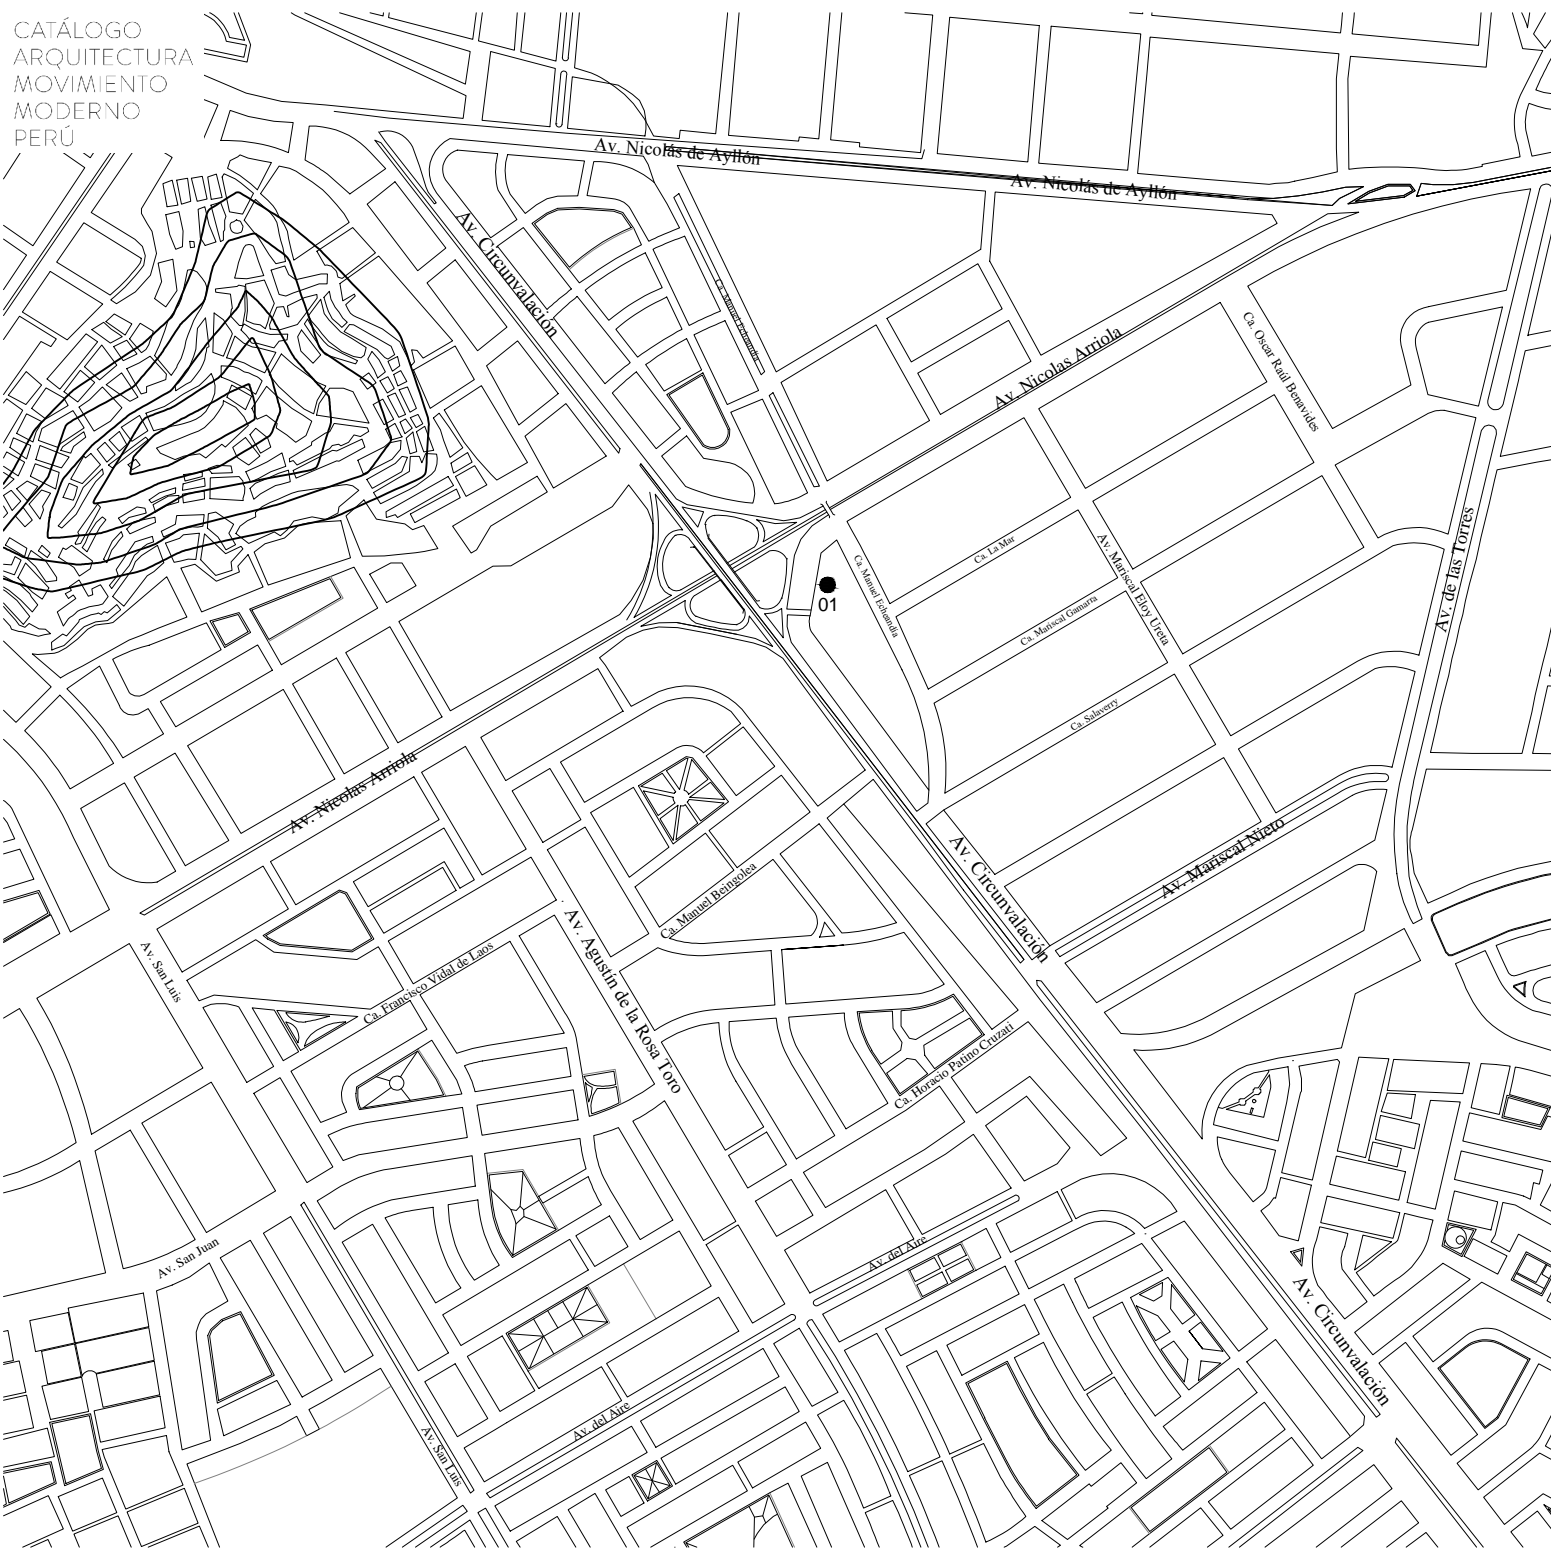 CATÁLOGO
ARQUITECTURA
MOVIMIENTO
MODERNO
PERÚ
Av. Nicolás de Ayllón
Av. Nicolás de Ayllón
Av. Circunvalación
Ca. Manuel Echeandia
Ca. Oscar Raúl Benavides
Av. Nicolas Arriola
Av. de las Torres
Ca. La Mar
Av. Mariscal Eloy Ureta
Ca. Manuel Echeandia
01
Ca. Mariscal Gamarra
Ca. Salaverry
Av. Nicolas Arriola
Av. Mariscal Nieto
Av. Circunvalación
Ca. Manuel Beingolea
Av. San Luis
Ca. Francisco Vidal de Laos
Av. Agustín de la Rosa Toro
Ca. Horacio Patino Cruzati
Av. San Juan
Av. del Aire
Av. Circunvalación
Av. del Aire
Av. San Luis